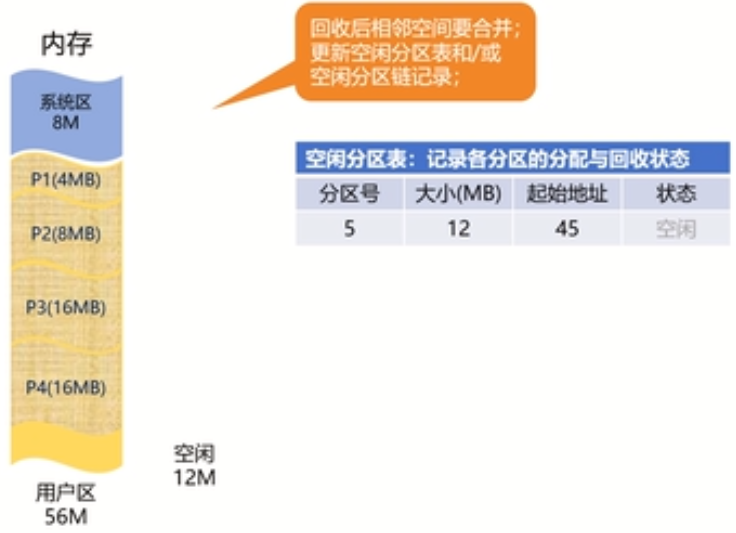 内存
系统区
8M
P1(4MB)
P2(8MB)
P3(16MB)
P4(16MB)
用户区
56M
空闲
12M
回收后相邻空间要合并；
更新空闲分区表和/或
空闲分区链记录；
空闲分区表：记录各分区的分配与回收状态
分区号 大小(MB) 起始地址 状态
5 12 45 空闲